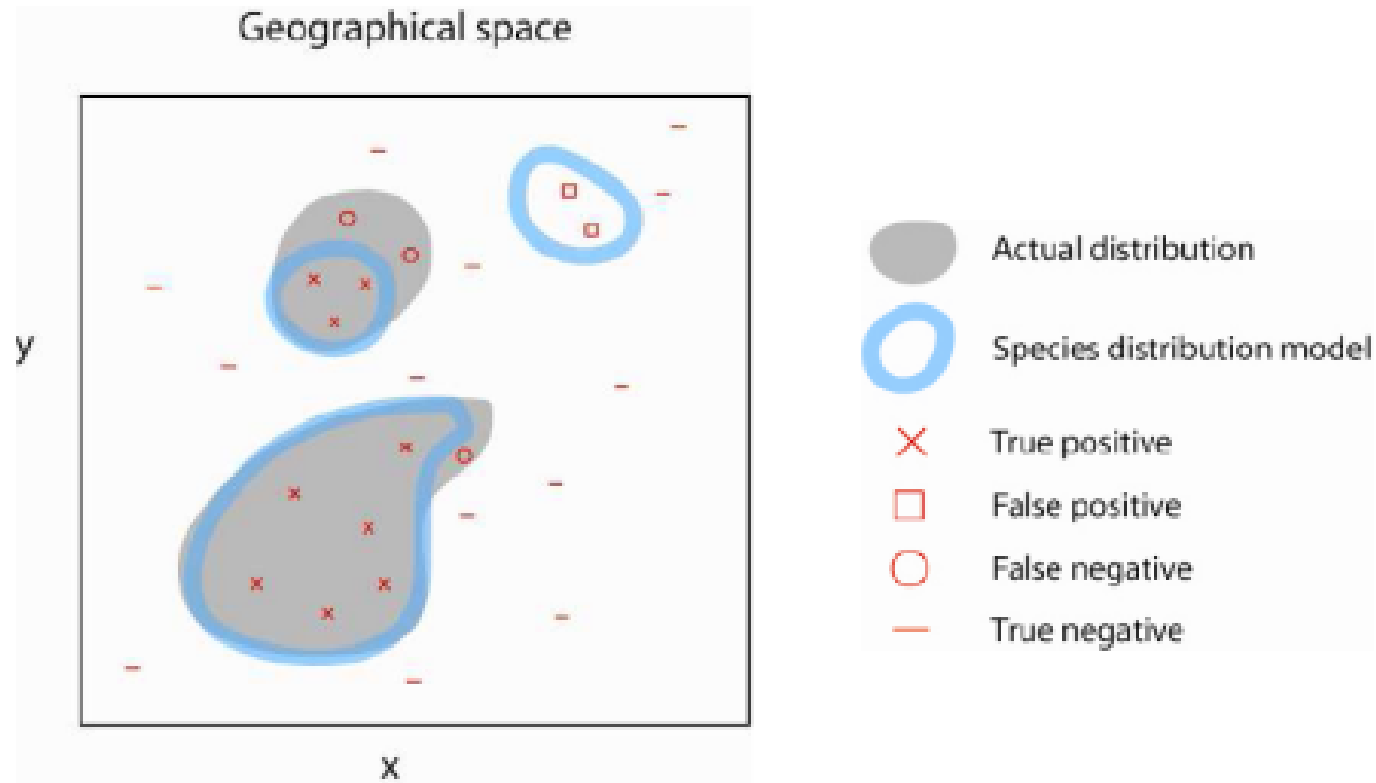 Geographical space
y
x
Actual distribution
Species distribution model
True positive
False positive
False negative
True negative